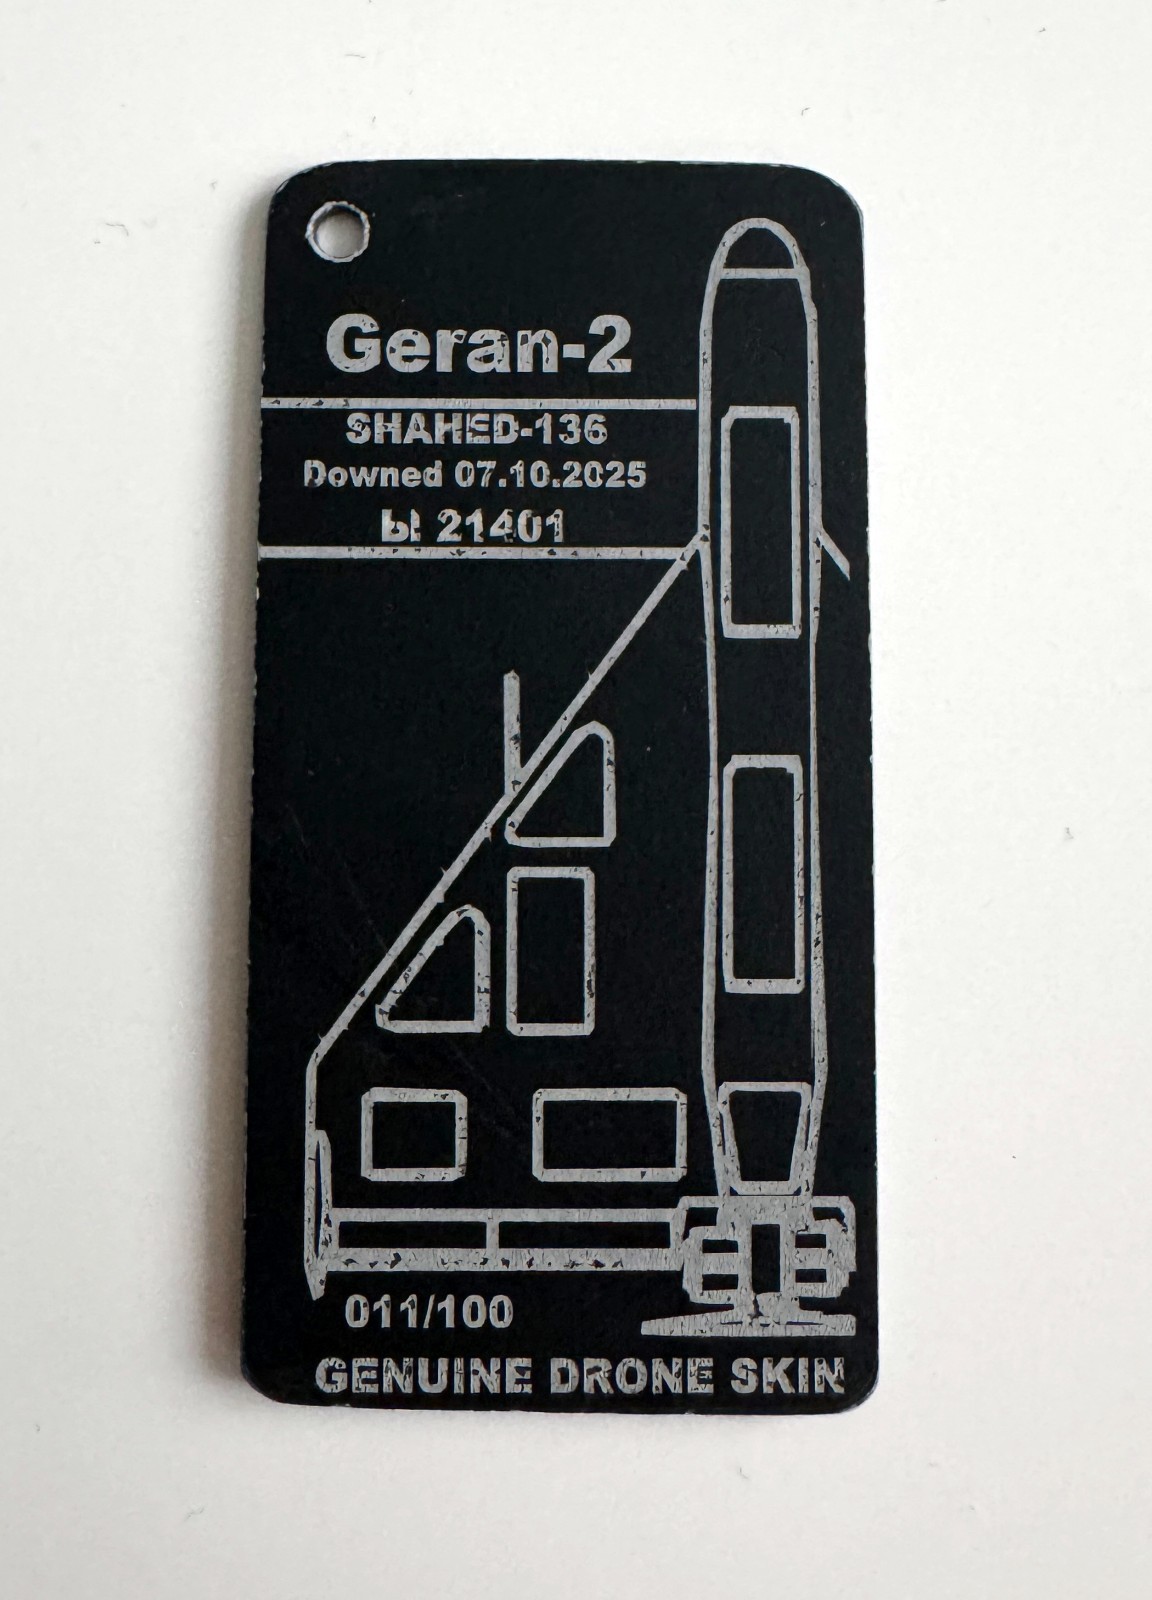 Geran-2
SHAHED-136
Downed 07.10.2025
Ы 21401
011/100
GENUINE DRONE SKIN